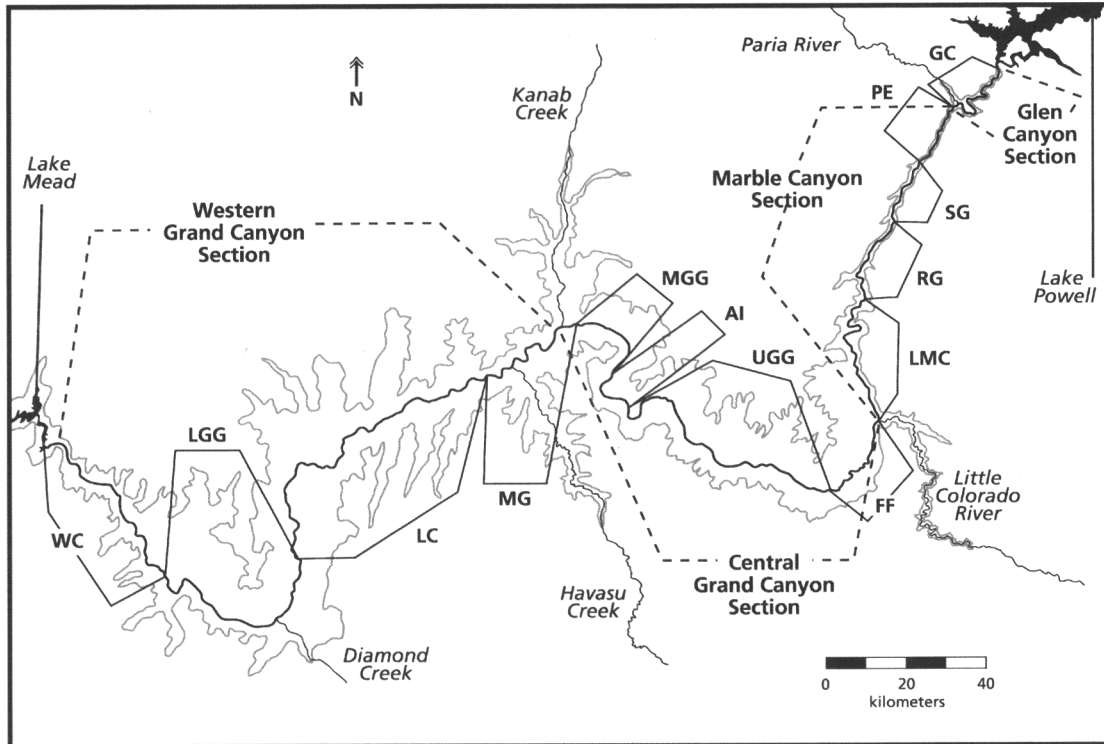 Paria River
GC
PE
Glen
Canyon
Section
N
Kanab
Creek
Lake
Mead
Marble Canyon
Section
SG
Western
Grand Canyon
Section
RG
Lake
Powell
MGG
AI
UGG
LMC
LGG
MG
LC
FF
Little
Colorado
River
WC
Central
Grand Canyon
Section
Havasu
Creek
Diamond
Creek
0 20 40
kilometers